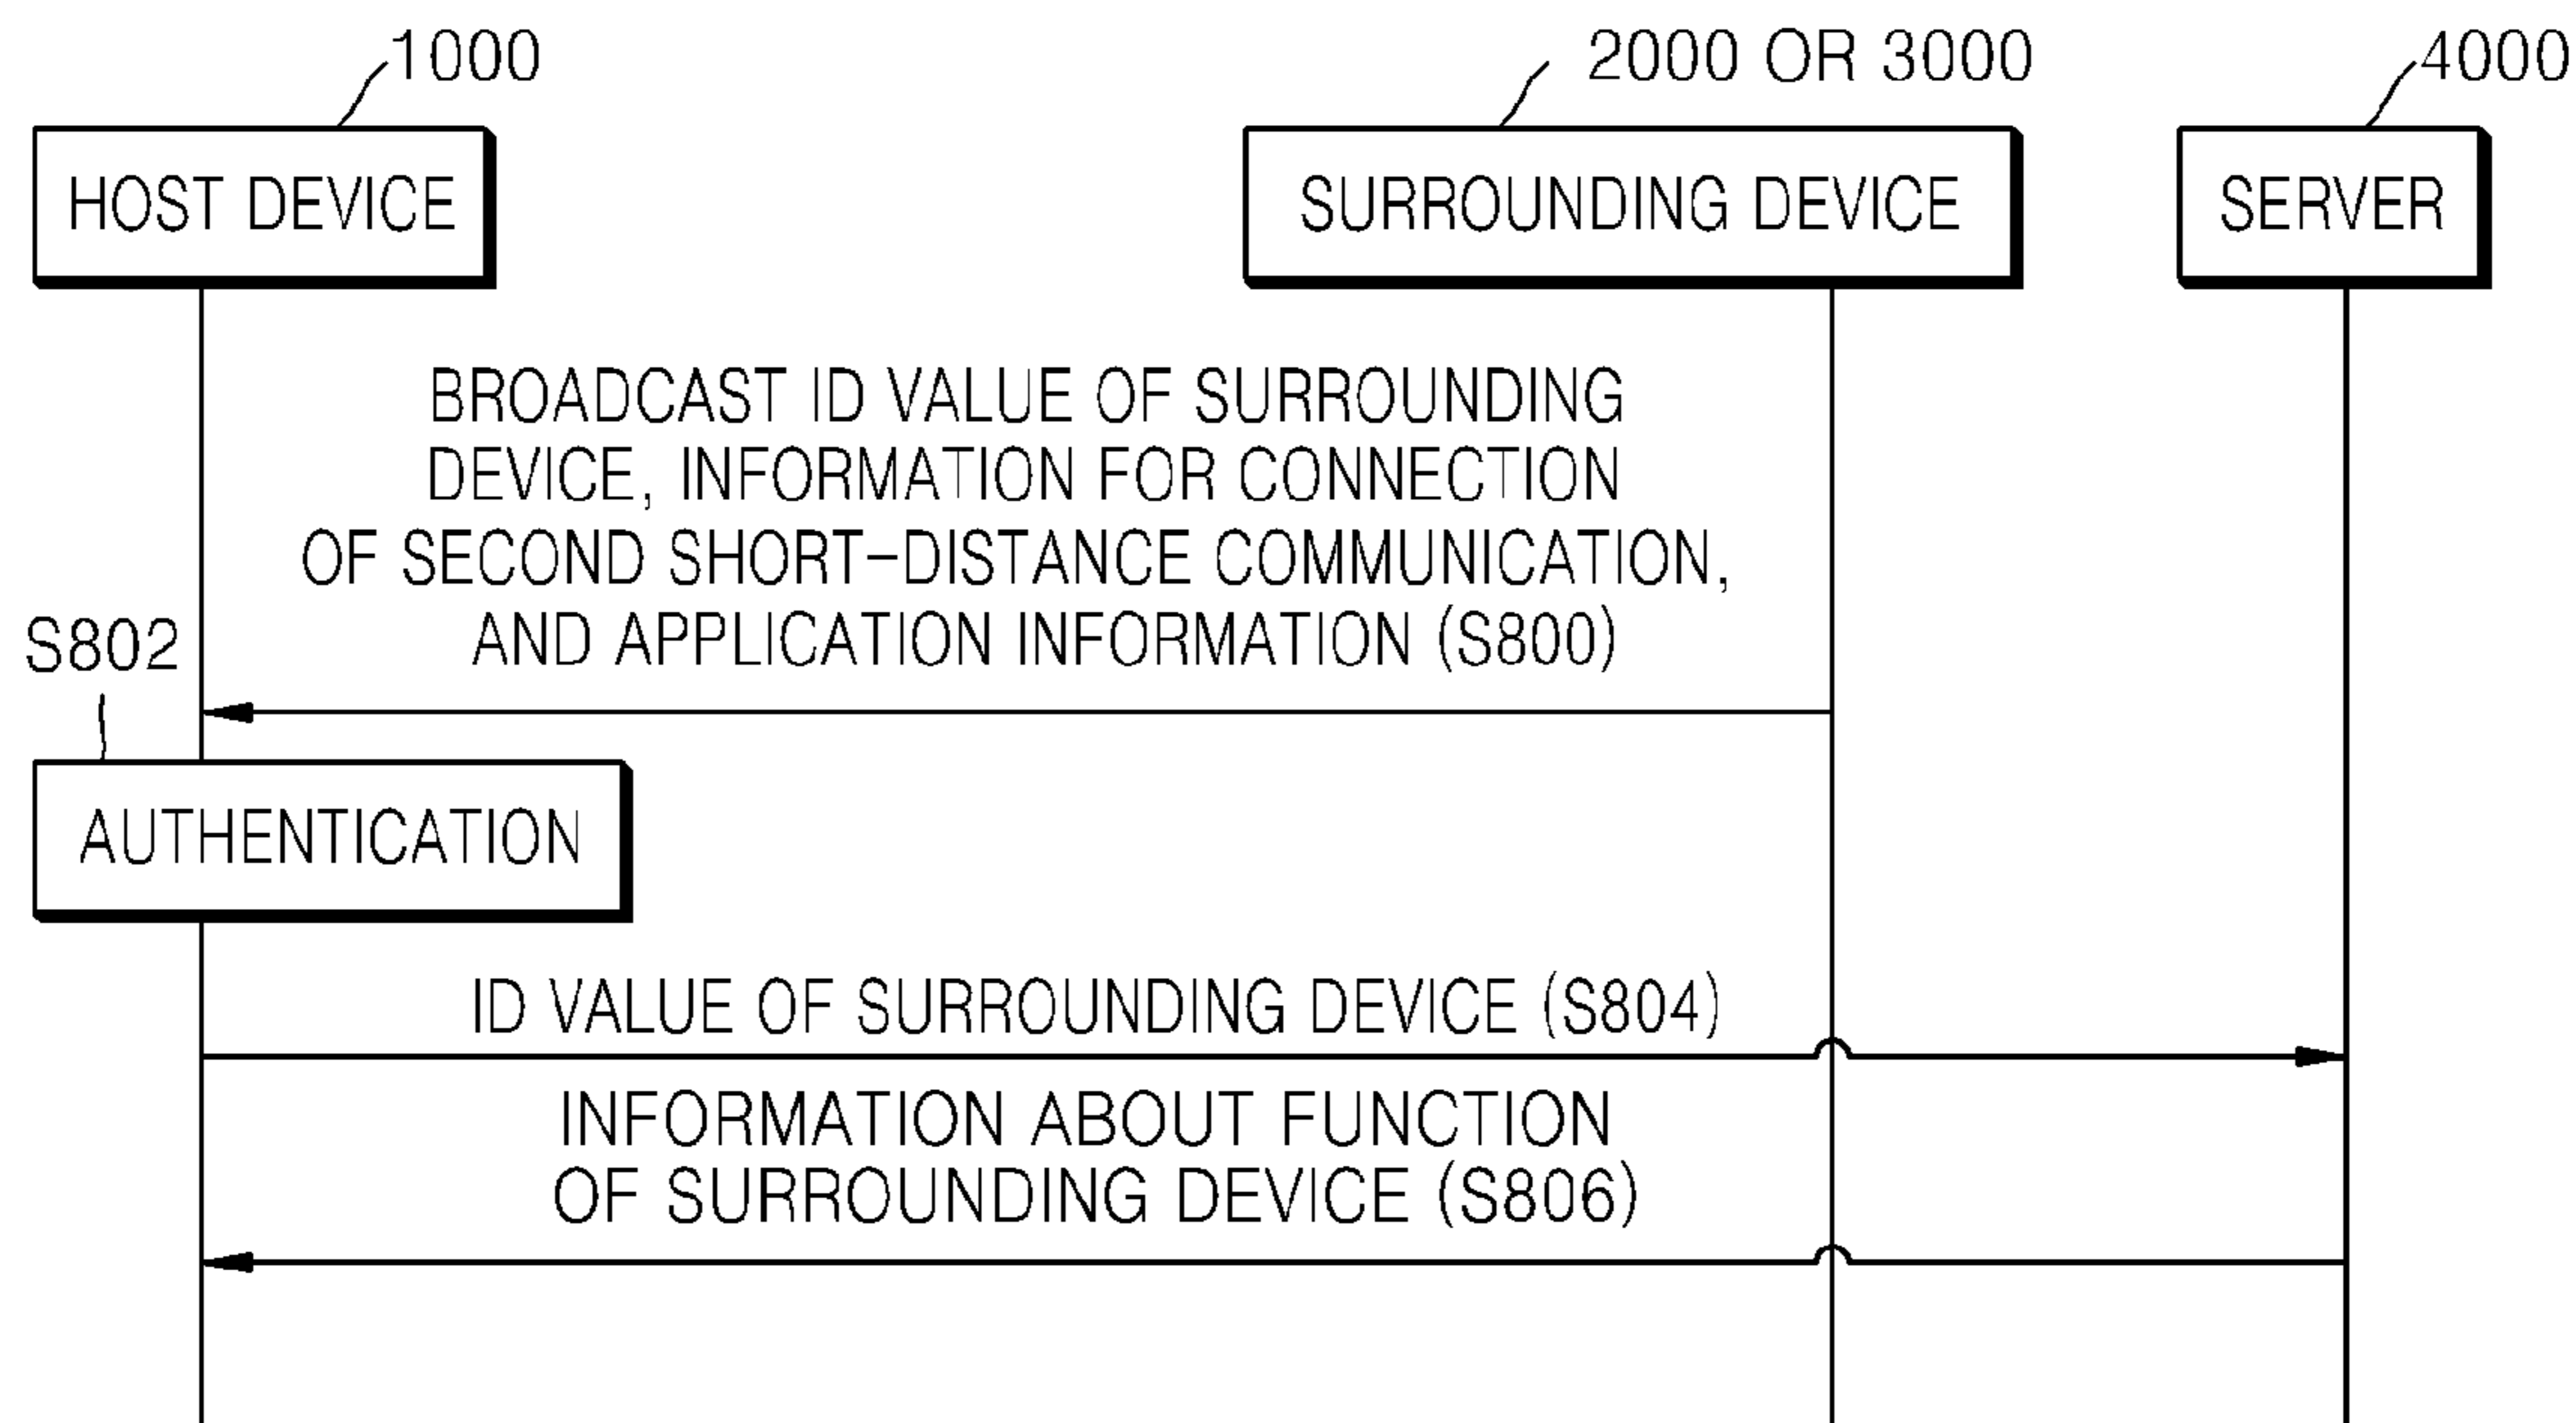 1000
2000 OR 3000
4000
HOST DEVICE
SURROUNDING DEVICE
SERVER
BROADCAST ID VALUE OF SURROUNDING
DEVICE, INFORMATION FOR CONNECTION
OF SECOND SHORT-DISTANCE COMMUNICATION,
AND APPLICATION INFORMATION (S800)
S802
AUTHENTICATION
ID VALUE OF SURROUNDING DEVICE (S804)
INFORMATION ABOUT FUNCTION
OF SURROUNDING DEVICE (S806)